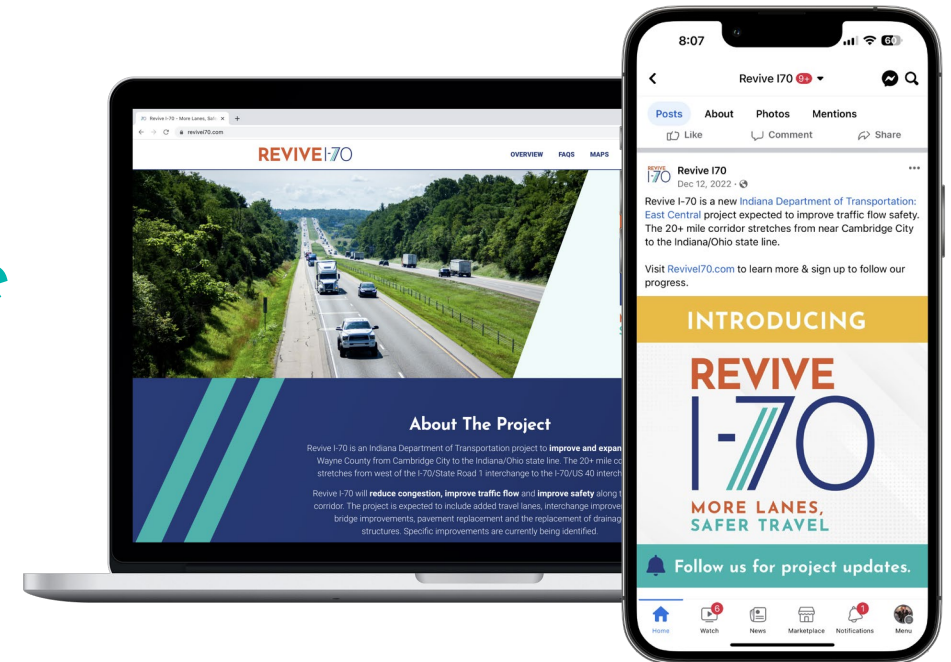 Revive I-70 - More Lanes, Safe
revivei70.com
REVIVE I-70
OVERVIEW FAQS MAPS
About The Project
Revive I-70 is an Indiana Department of Transportation project to improve and expan
Wayne County from Cambridge City to the Indiana/Ohio state line. The 20+ mile co
stretches from west of the I-70/State Road 1 interchange to the I-70/US 40 interch
Revive I-70 will reduce congestion, improve traffic flow and improve safety along t
corridor. The project is expected to include added travel lanes, interchange improve
bridge improvements, pavement replacement and the replacement of drainag
structures. Specific improvements are currently being identified.
8:07
60
Revive I70 9+
Posts About Photos Mentions
Like Comment Share
REVIVE I-70
Revive I70
Dec 12, 2022 ·
Revive I-70 is a new Indiana Department of Transportation:
East Central project expected to improve traffic flow safety.
The 20+ mile corridor stretches from near Cambridge City
to the Indiana/Ohio state line.
Visit ReviveI70.com to learn more & sign up to follow our
progress.
INTRODUCING
REVIVE
I-70
MORE LANES,
SAFER TRAVEL
Follow us for project updates.
6
1
Home Watch News Marketplace Notifications Menu